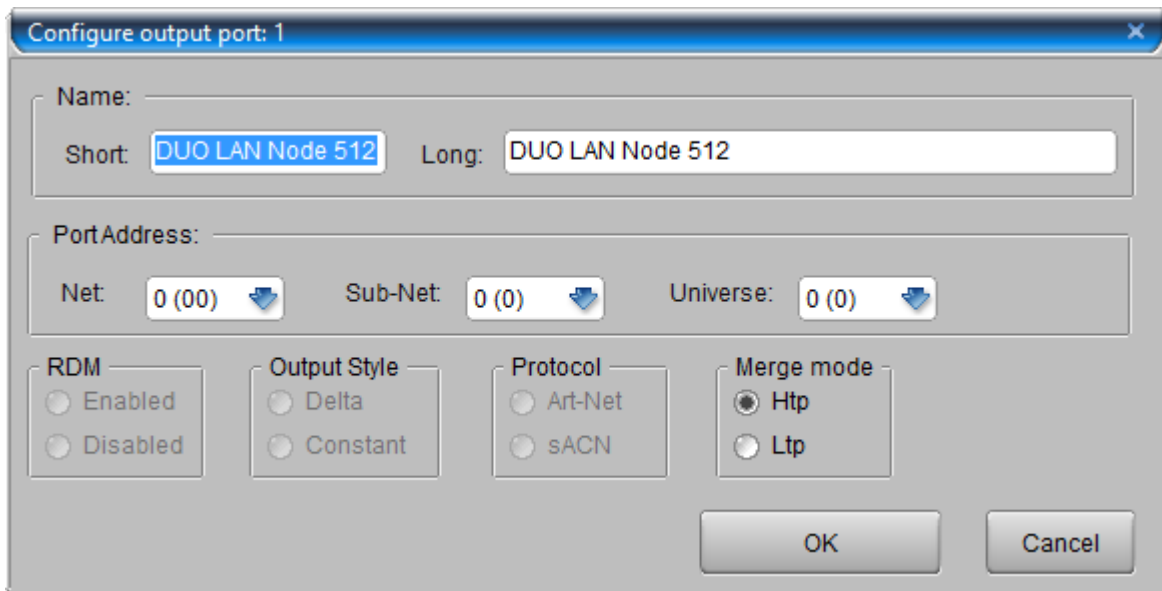 Configure output port: 1
Name:
Short: DUO LAN Node 512 Long: DUO LAN Node 512
Port Address:
Net: 0 (00) Sub-Net: 0 (0) Universe: 0 (0)
RDM Output Style Protocol Merge mode
Enabled Delta Art-Net Htp
Disabled Constant sACN Ltp
OK Cancel